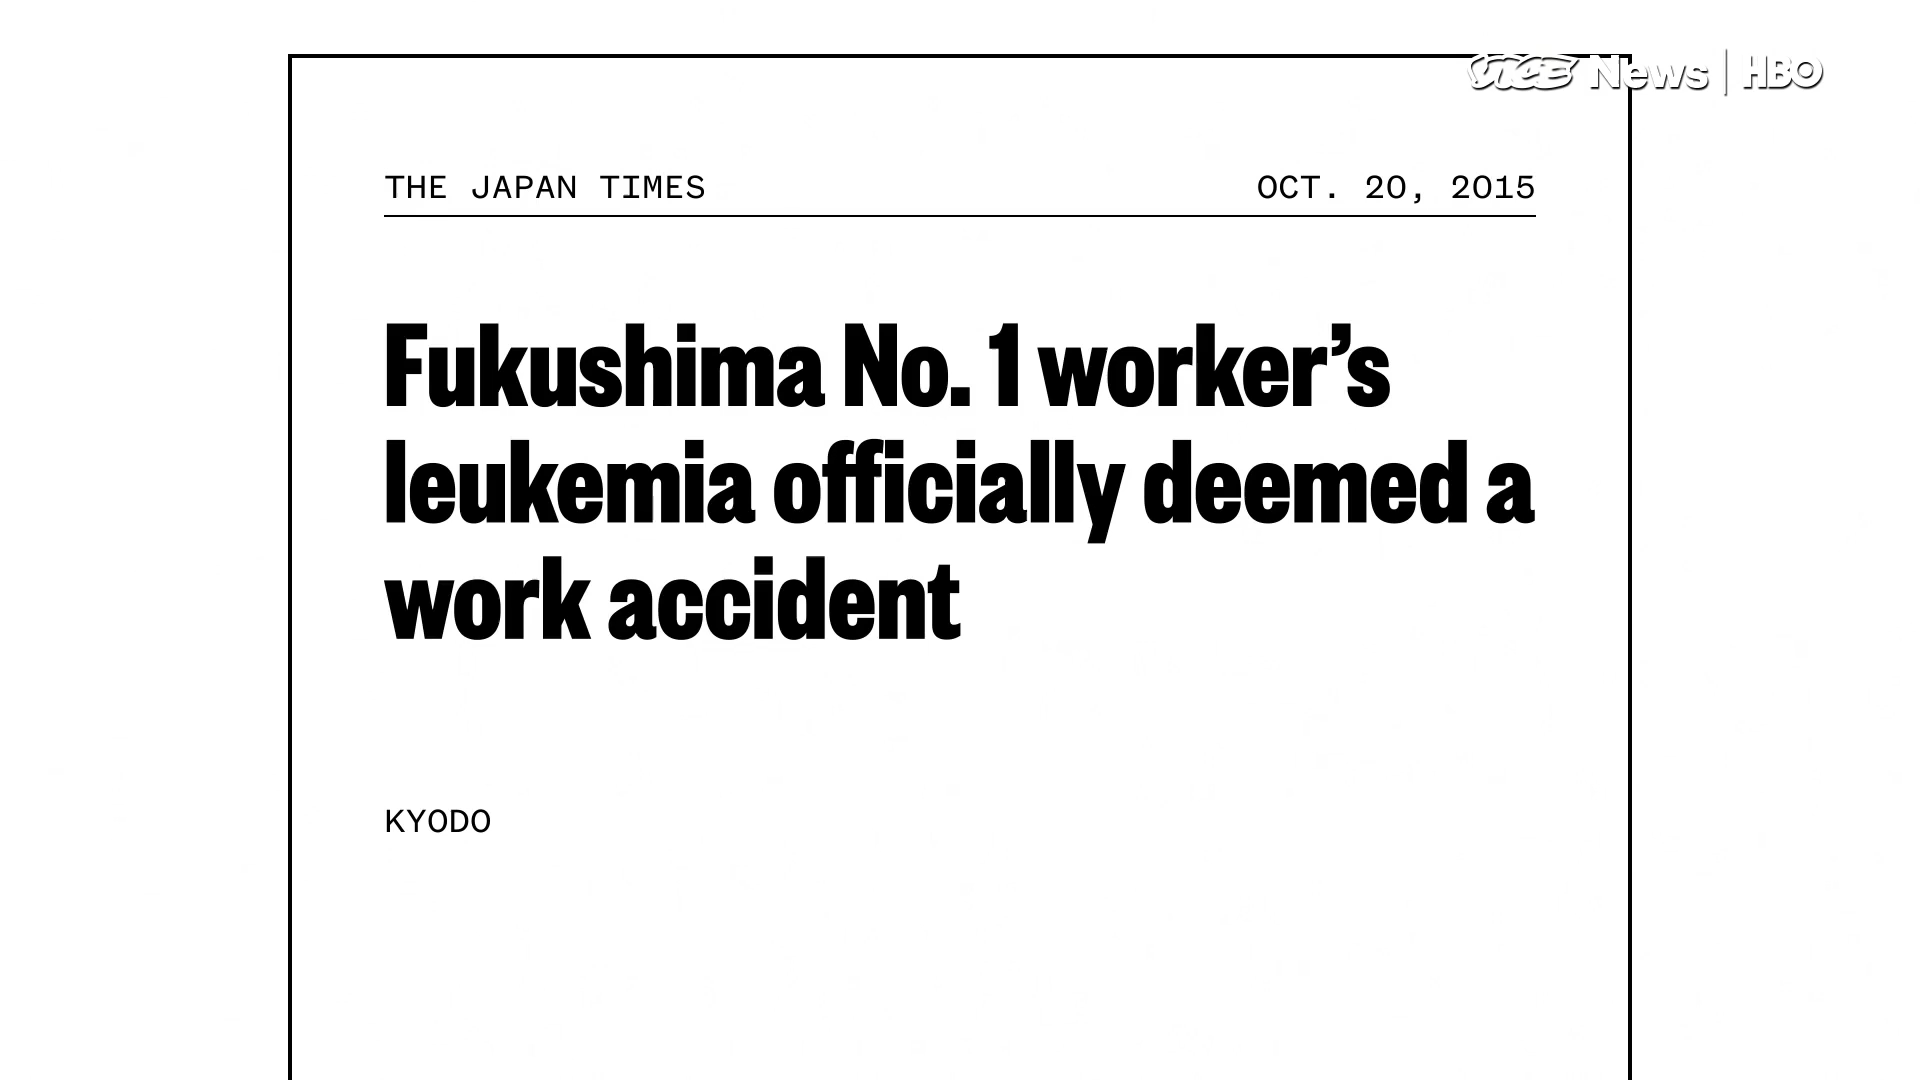 VICE News | HBO
THE JAPAN TIMES OCT. 20, 2015
Fukushima No. 1 worker’s
leukemia officially deemed a
work accident
KYODO